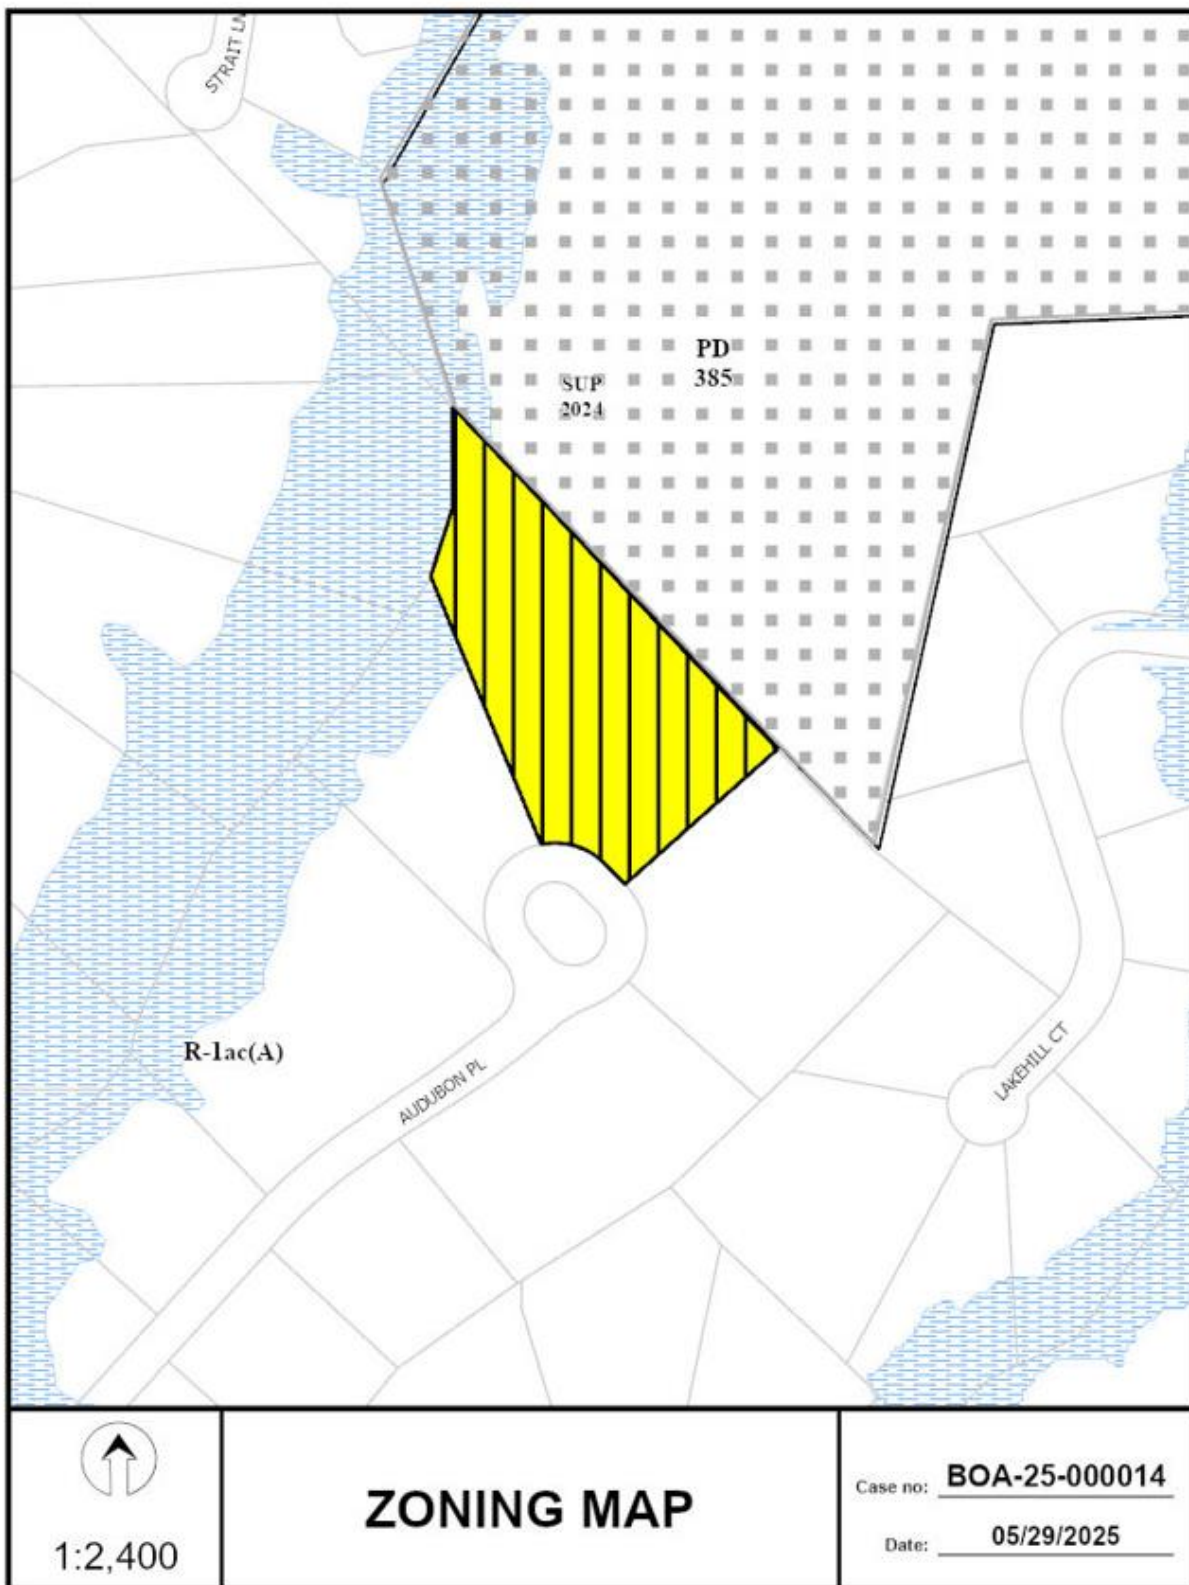 STRAIT LN
PD
385
SUP
2024
R-1ac(A)
AUDUBON PL
LAKEHILL CT
1:2,400
ZONING MAP
Case no: BOA-25-000014
Date: 05/29/2025